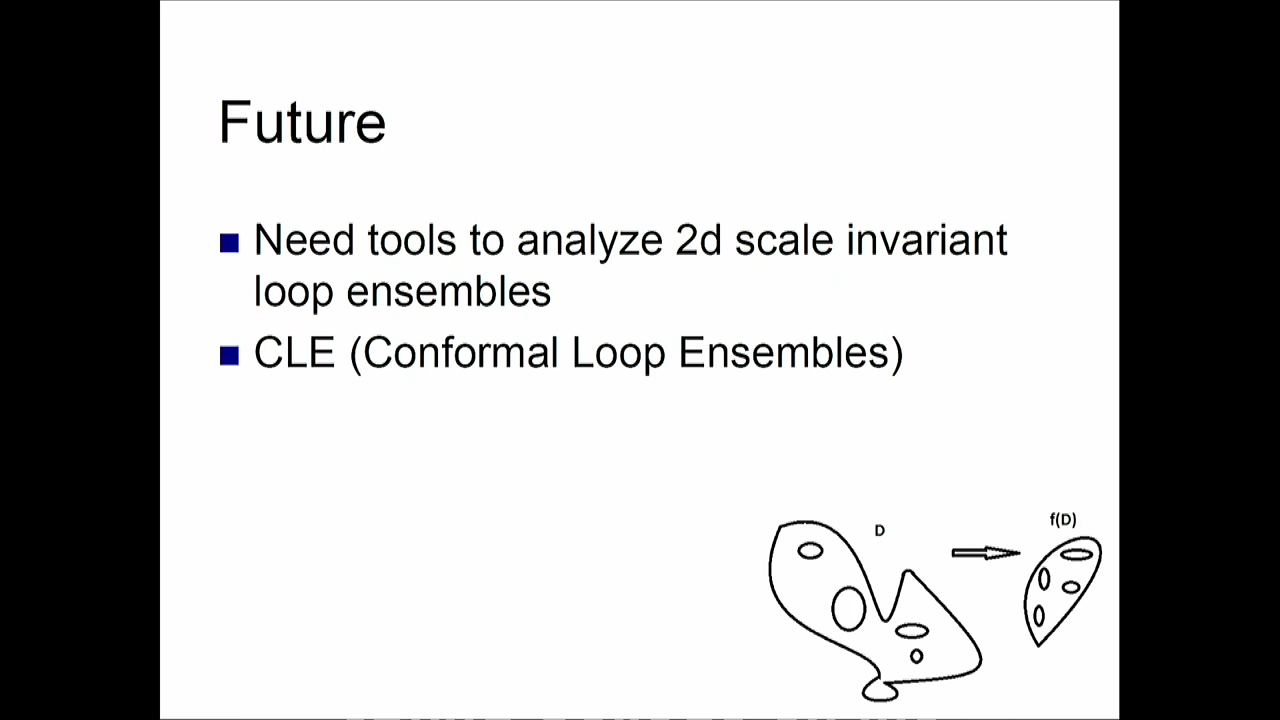 Future
Need tools to analyze 2d scale invariant
loop ensembles
CLE (Conformal Loop Ensembles)
D
f(D)